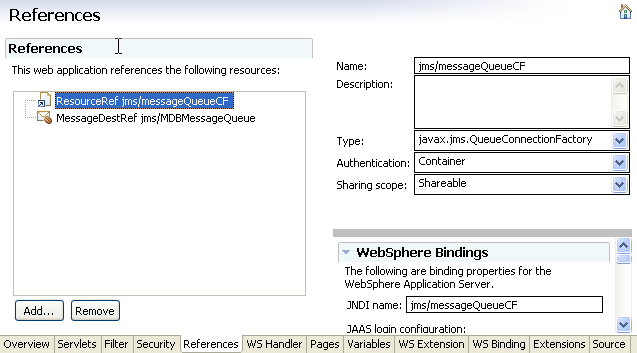 References
References
This web application references the following resources:
ResourceRef jms/messageQueueCF
MessageDestRef jms/MDBMessageQueue
Add...
Remove
Name:
jms/messageQueueCF
Description:
Type:
javax.jms.QueueConnectionFactory
Authentication:
Container
Sharing scope:
Shareable
WebSphere Bindings
The following are binding properties for the
WebSphere Application Server.
JNDI name:
jms/messageQueueCF
JAAS login configuration:
Overview Servlets Filter Security References WS Handler Pages Variables WS Extension WS Binding Extensions Source